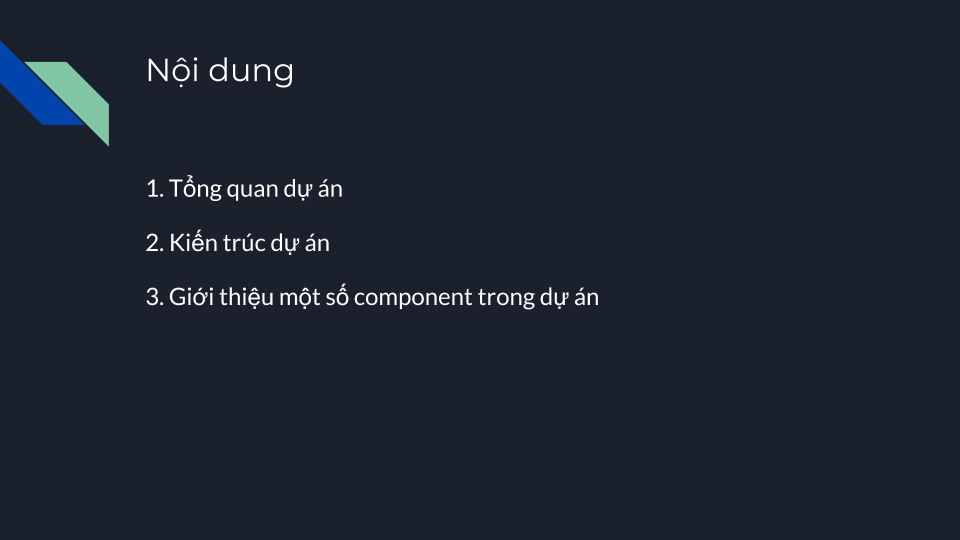 Nội dung
1. Tổng quan dự án
2. Kiến trúc dự án
3. Giới thiệu một số component trong dự án